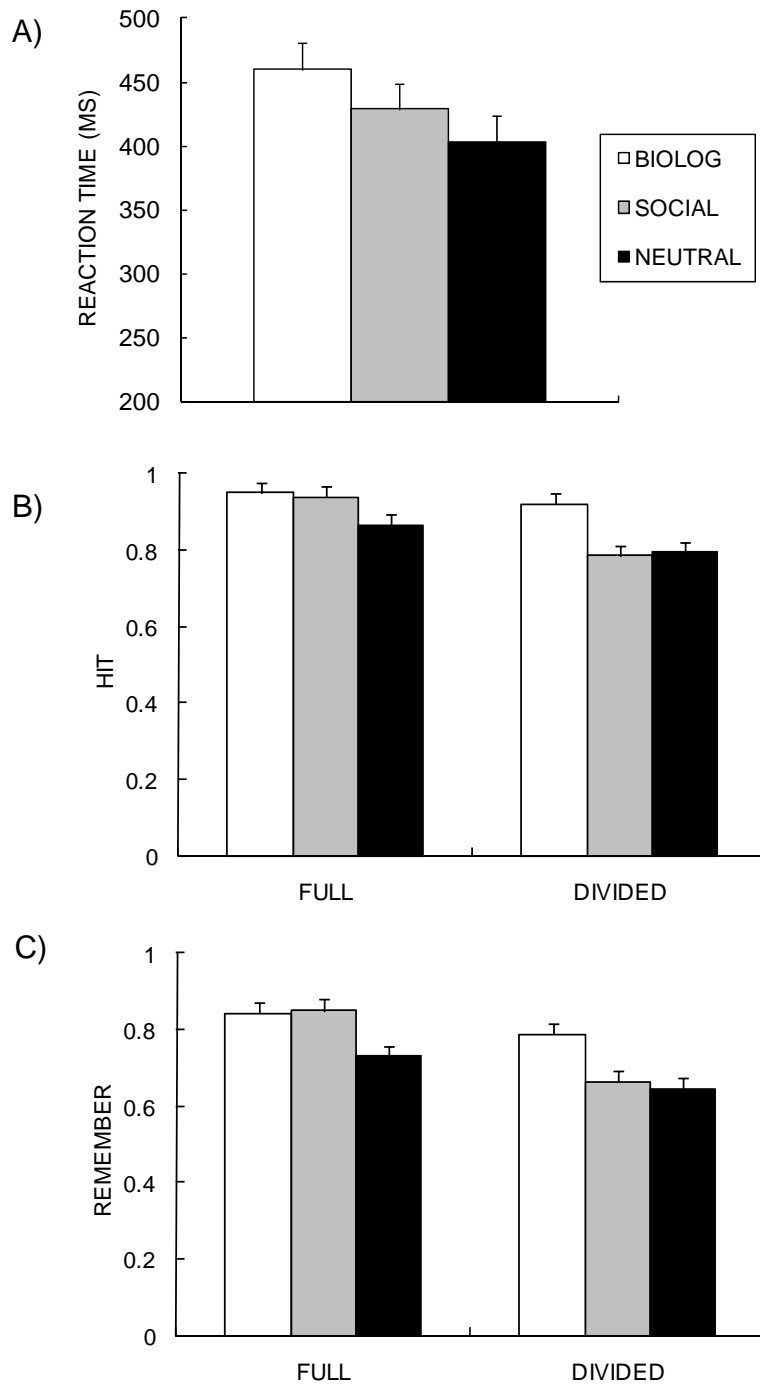 A)
REACTION TIME (MS)
500
450
400
350
300
250
200
BIOLOG
SOCIAL
NEUTRAL
B)
HIT
1
0.8
0.6
0.4
0.2
0
FULL DIVIDED
C)
REMEMBER
1
0.8
0.6
0.4
0.2
0
FULL DIVIDED